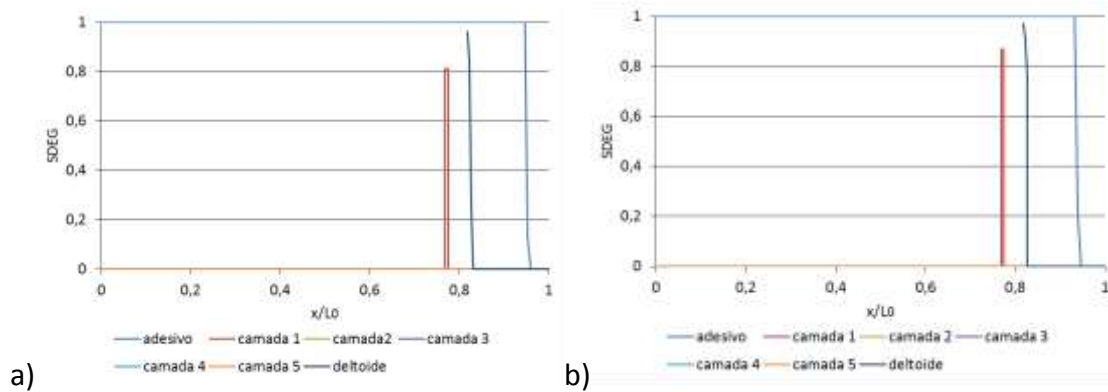 1
0,8
0,6
0,4
0,2
0
SDEG
0 0,2 0,4 0,6 0,8 1
x/L0
adesivo camada 1 camada2 camada 3
camada 4 camada 5 deltoide
a)
1
0,8
0,6
0,4
0,2
0
SDEG
0 0,2 0,4 0,6 0,8 1
x/L0
adesivo camada 1 camada 2 camada 3
camada 4 camada 5 deltoide
b)